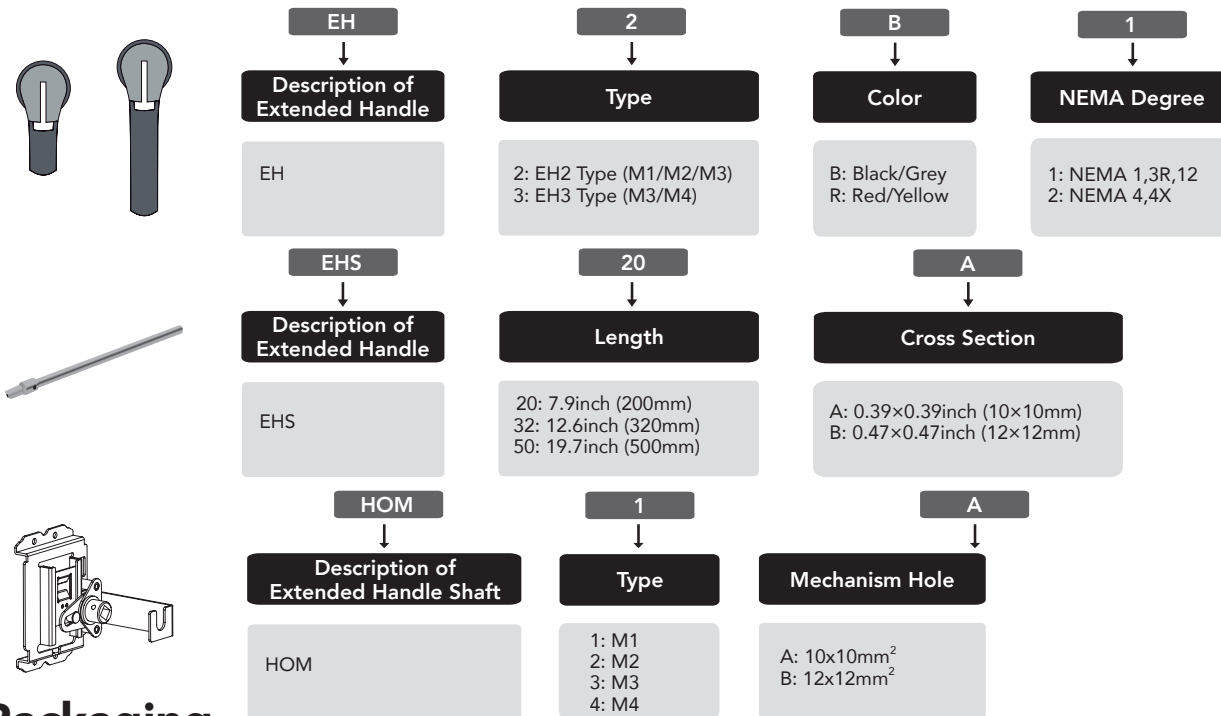 EH 2 B 1
Description of
Extended Handle
Type
Color
NEMA Degree
EH
2: EH2 Type (M1/M2/M3)
3: EH3 Type (M3/M4)
B: Black/Grey
R: Red/Yellow
1: NEMA 1,3R,12
2: NEMA 4,4X
EHS 20 A
Description of
Extended Handle
Length
Cross Section
EHS
20: 7.9inch (200mm)
32: 12.6inch (320mm)
50: 19.7inch (500mm)
A: 0.39×0.39inch (10×10mm)
B: 0.47×0.47inch (12×12mm)
HOM 1 A
Description of
Extended Handle Shaft
Type
Mechanism Hole
HOM
1: M1
2: M2
3: M3
4: M4
A: 10x10mm²
B: 12x12mm²
Packaging